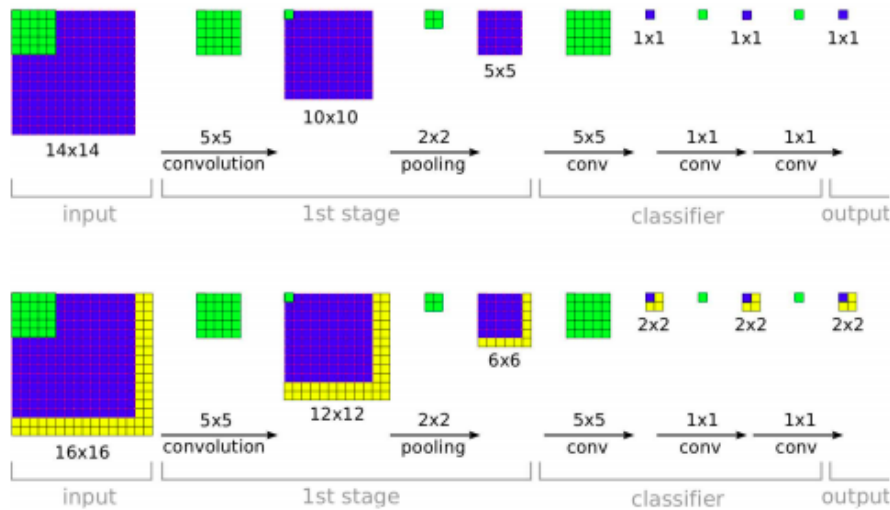 1x1 1x1 1x1
5x5
10x10
14x14
5x5 2x2 5x5 1x1 1x1
convolution pooling conv conv conv
input 1st stage classifier output
2x2 2x2 2x2
6x6
12x12
16x16
5x5 2x2 5x5 1x1 1x1
convolution pooling conv conv conv
input 1st stage classifier output